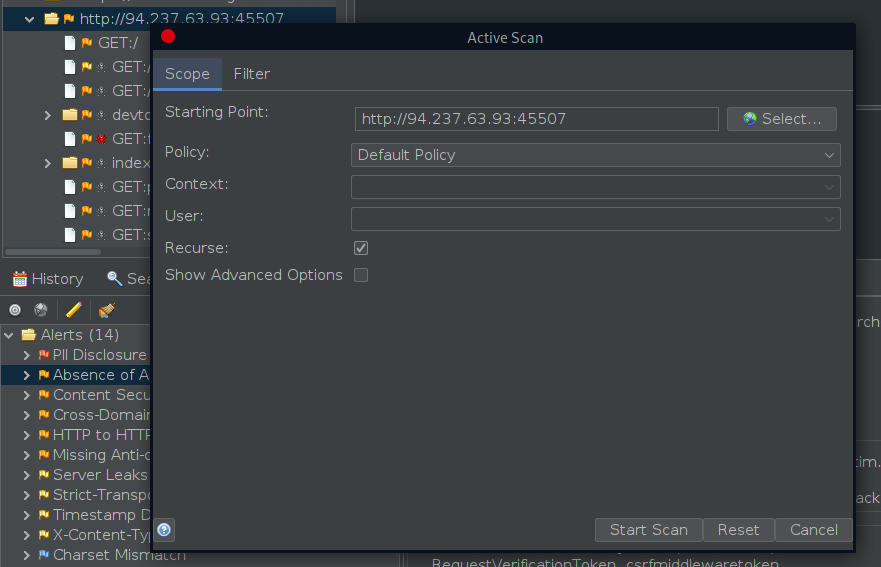 http://94.237.63.93:45507
GET:/
GET:/
GET:/
GET:
index
GET:
GET:
GET:
History
Alerts (14)
PII Disclosure
Absence of A
Content Secu
Cross-Domain
HTTP to HTTP
Missing Anti-c
Server Leaks
Strict-Transpo
Timestamp D
X-Content-Typ
Charset Mismatch
Active Scan
Scope
Filter
Starting Point:
http://94.237.63.93:45507
Select...
Policy:
Default Policy
Context:
User:
Recurse:
Show Advanced Options
Start Scan
Reset
Cancel
rch
tim.
ack
RequestVerificationToken, csrfmiddlewaretoken